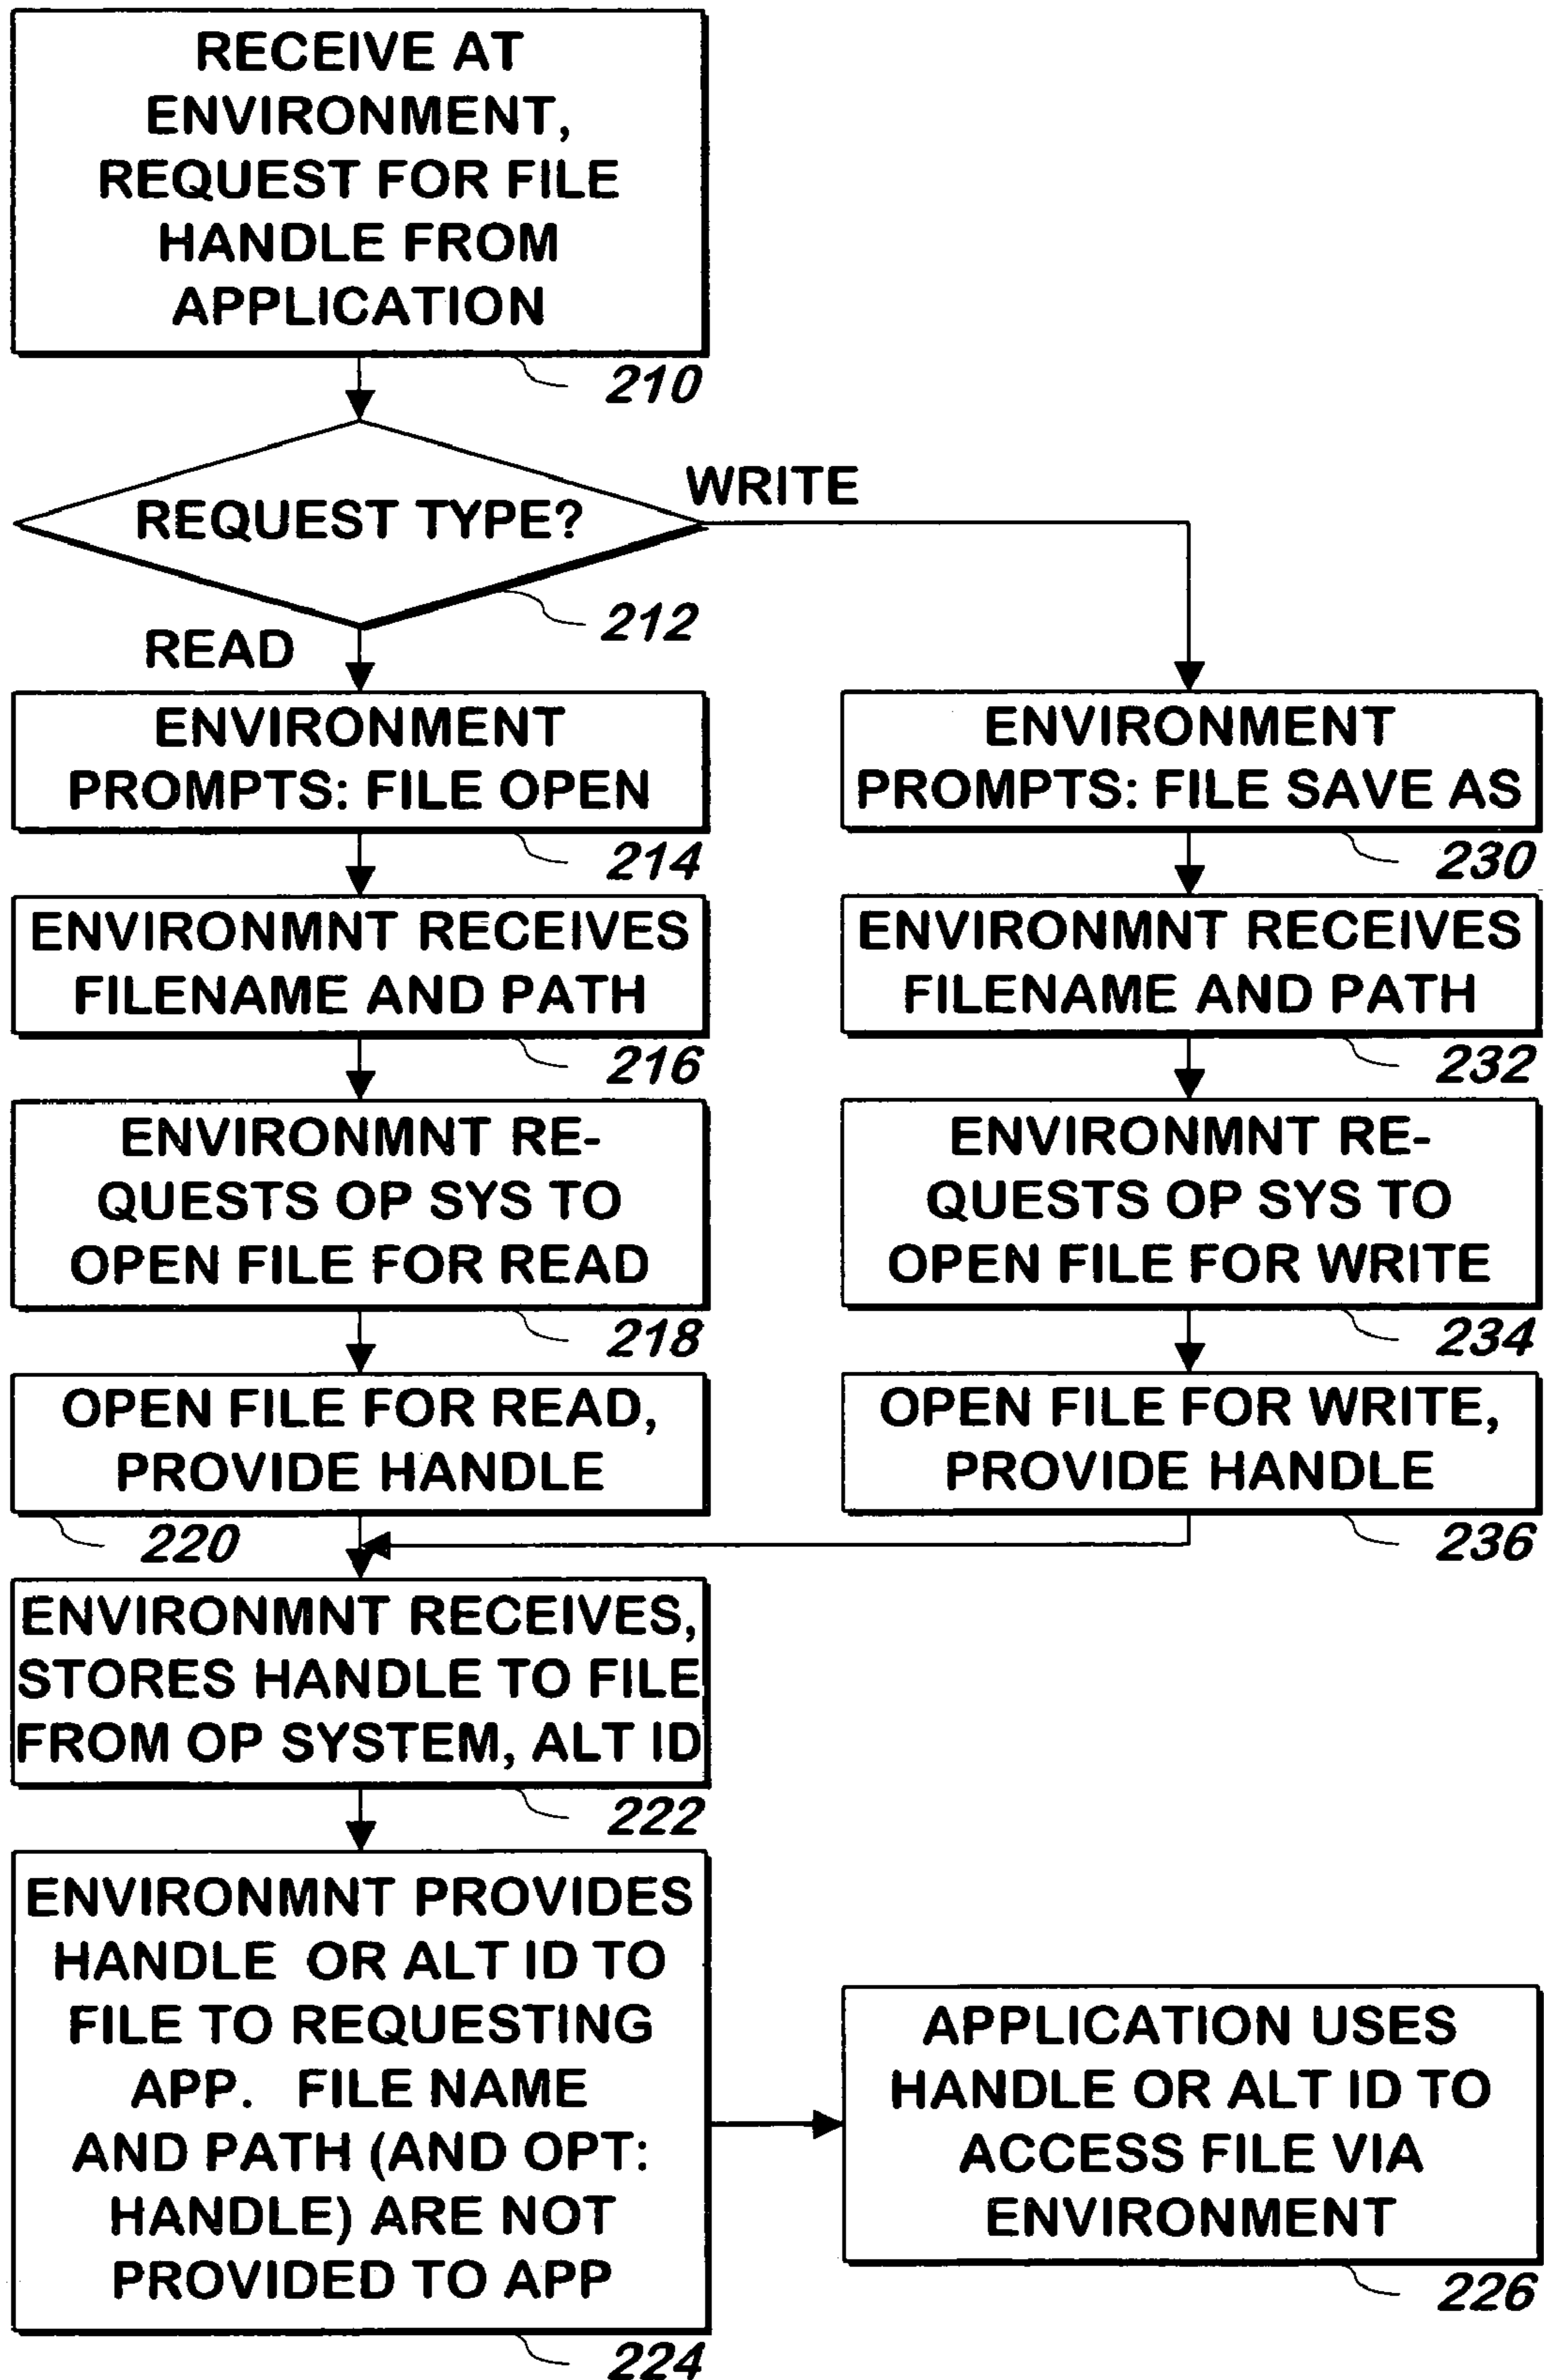 RECEIVE AT
ENVIRONMENT,
REQUEST FOR FILE
HANDLE FROM
APPLICATION
210
REQUEST TYPE?
WRITE
212
READ
ENVIRONMENT
PROMPTS: FILE OPEN
214
ENVIRONMNT RECEIVES
FILENAME AND PATH
216
ENVIRONMNT RE-
QUESTS OP SYS TO
OPEN FILE FOR READ
218
OPEN FILE FOR READ,
PROVIDE HANDLE
220
ENVIRONMENT
PROMPTS: FILE SAVE AS
230
ENVIRONMNT RECEIVES
FILENAME AND PATH
232
ENVIRONMNT RE-
QUESTS OP SYS TO
OPEN FILE FOR WRITE
234
OPEN FILE FOR WRITE,
PROVIDE HANDLE
236
ENVIRONMNT RECEIVES,
STORES HANDLE TO FILE
FROM OP SYSTEM, ALT ID
222
ENVIRONMNT PROVIDES
HANDLE OR ALT ID TO
FILE TO REQUESTING
APP. FILE NAME
AND PATH (AND OPT:
HANDLE) ARE NOT
PROVIDED TO APP
224
APPLICATION USES
HANDLE OR ALT ID TO
ACCESS FILE VIA
ENVIRONMENT
226